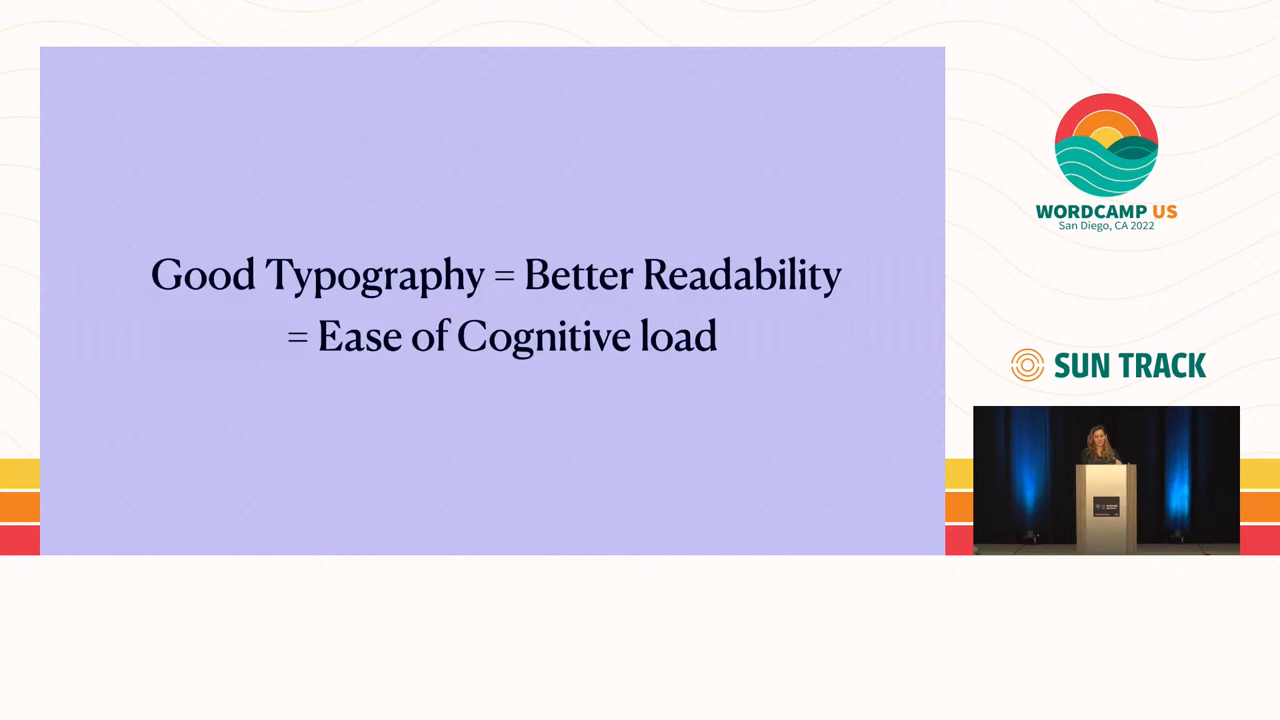 Good Typography = Better Readability
= Ease of Cognitive load
WORDCAMP US
San Diego, CA 2022
SUN TRACK